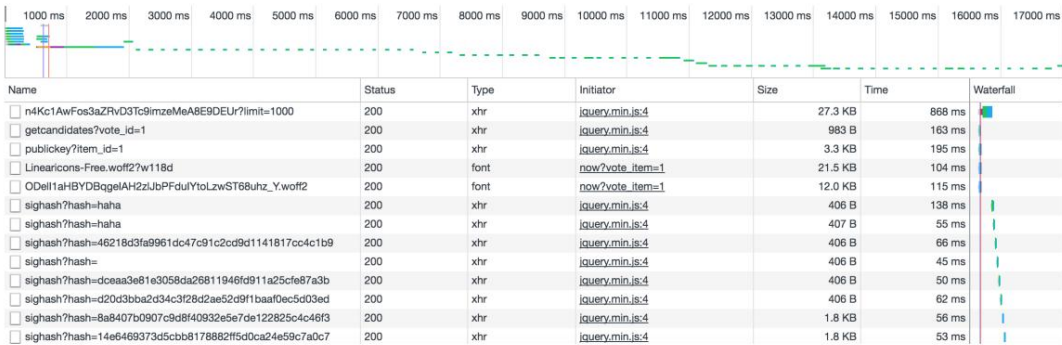 1000 ms 2000 ms 3000 ms 4000 ms 5000 ms 6000 ms 7000 ms 8000 ms 9000 ms 10000 ms 11000 ms 12000 ms 13000 ms 14000 ms 15000 ms 16000 ms 17000 ms
Name Status Type Initiator Size Time Waterfall
n4Kc1AwFos3aZRvD3Tc9imzeMeA8E9DEUr?limit=1000 200 xhr jquery.min.js:4 27.3 KB 868 ms
getcandidates?vote_id=1 200 xhr jquery.min.js:4 983 B 163 ms
publickey?item_id=1 200 xhr jquery.min.js:4 3.3 KB 195 ms
Linearicons-Free.woff2?w118d 200 font now?vote_item=1 21.5 KB 104 ms
ODelI1aHBYDBqgeIAH2zlJbPFduIYtoLzwST68uhz_Y.woff2 200 font now?vote_item=1 12.0 KB 115 ms
sighash?hash=haha 200 xhr jquery.min.js:4 406 B 138 ms
sighash?hash=haha 200 xhr jquery.min.js:4 407 B 55 ms
sighash?hash=46218d3fa9961dc47c91c2cd9d1141817cc4c1b9 200 xhr jquery.min.js:4 406 B 66 ms
sighash?hash= 200 xhr jquery.min.js:4 406 B 45 ms
sighash?hash=dceaa3e81e3058da26811946fd911a25cfe87a3b 200 xhr jquery.min.js:4 406 B 50 ms
sighash?hash=d20d3bba2d34c3f28d2ae52d9f1baaf0ec5d03ed 200 xhr jquery.min.js:4 406 B 62 ms
sighash?hash=8a8407b0907c9d8f40932e5e7de122825c4c46f3 200 xhr jquery.min.js:4 1.8 KB 56 ms
sighash?hash=14e6469373d5cbb8178882ff5d0ca24e59c7a0c7 200 xhr jquery.min.js:4 1.8 KB 53 ms